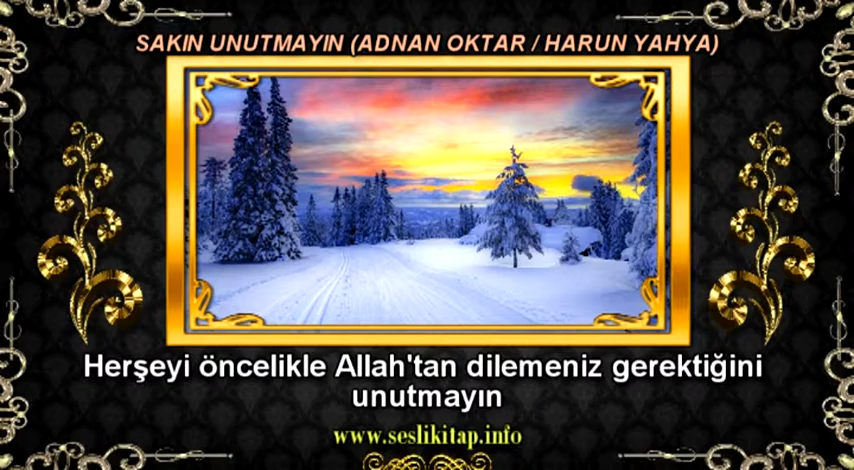 SAKIN UNUTMAYIN (ADNAN OKTAR / HARUN YAHYA)
Herşeyi öncelikle Allah'tan dilemeniz gerektiğini
unutmayın
www.seslikitap.info